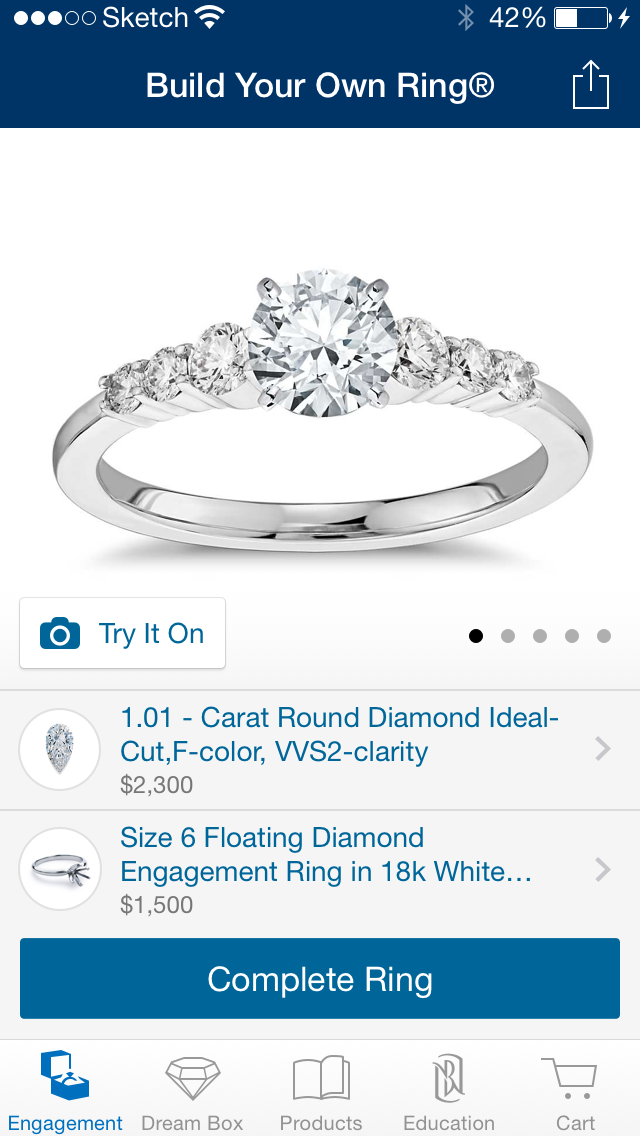 Sketch 42%
Build Your Own Ring®
Try It On
1.01 - Carat Round Diamond Ideal-
Cut,F-color, VVS2-clarity
$2,300
Size 6 Floating Diamond
Engagement Ring in 18k White...
$1,500
Complete Ring
Engagement Dream Box Products Education Cart